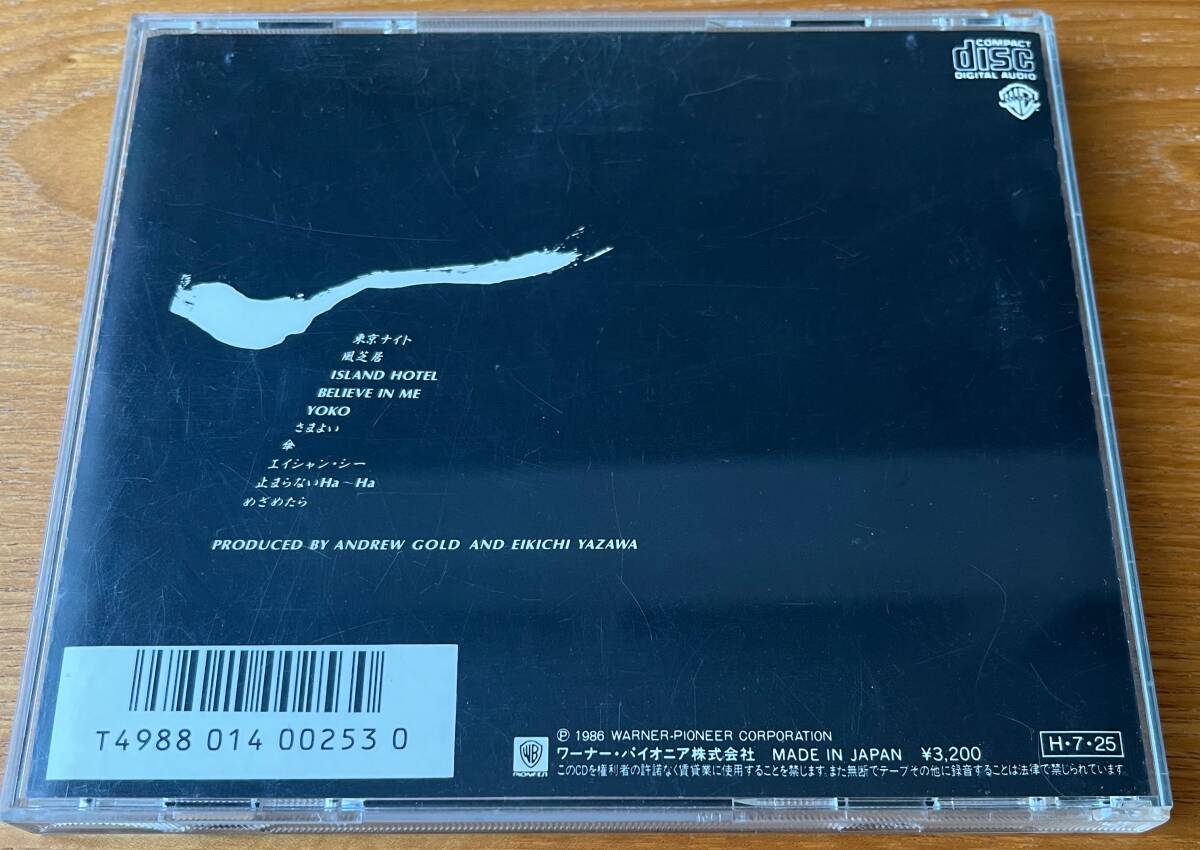 COMPACT
disc
DIGITAL AUDIO
東京ナイト
風芝居
ISLAND HOTEL
BELIEVE IN ME
YOKO
さまよい
傘
エイシャン・シー
止まらないHa〜Ha
めざめたら
PRODUCED BY ANDREW GOLD AND EIKICHI YAZAWA
T4988 014 00253 0
Ⓟ 1986 WARNER-PIONEER CORPORATION
ワーナー・パイオニア株式会社 MADE IN JAPAN ¥3,200
H・7・25
PIONEER
このCDを権利者の許諾なく賃貸業に使用することを禁じます。また無断でテープその他に録音することは法律で禁じられています。